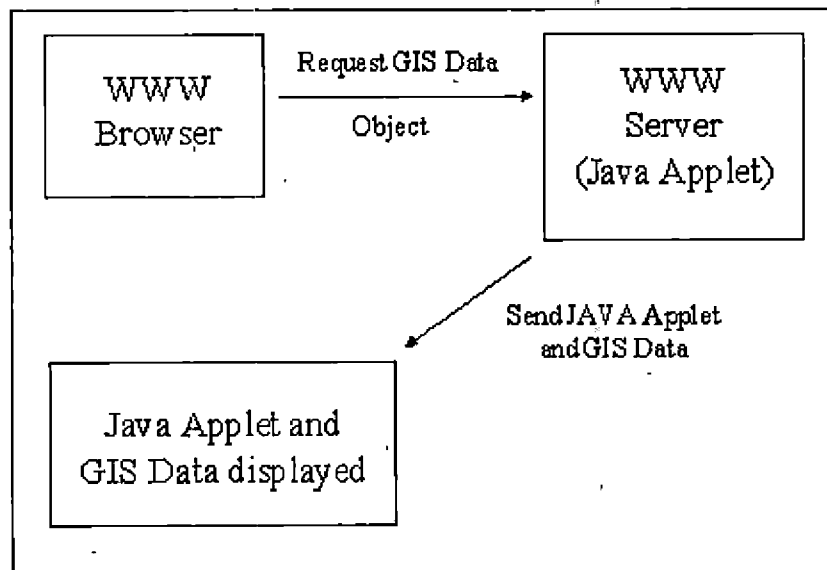 WWW
Browser
Request GIS Data
Object
WWW
Server
(Java Applet)
Send JAVA Applet
and GIS Data
Java Applet and
GIS Data displayed